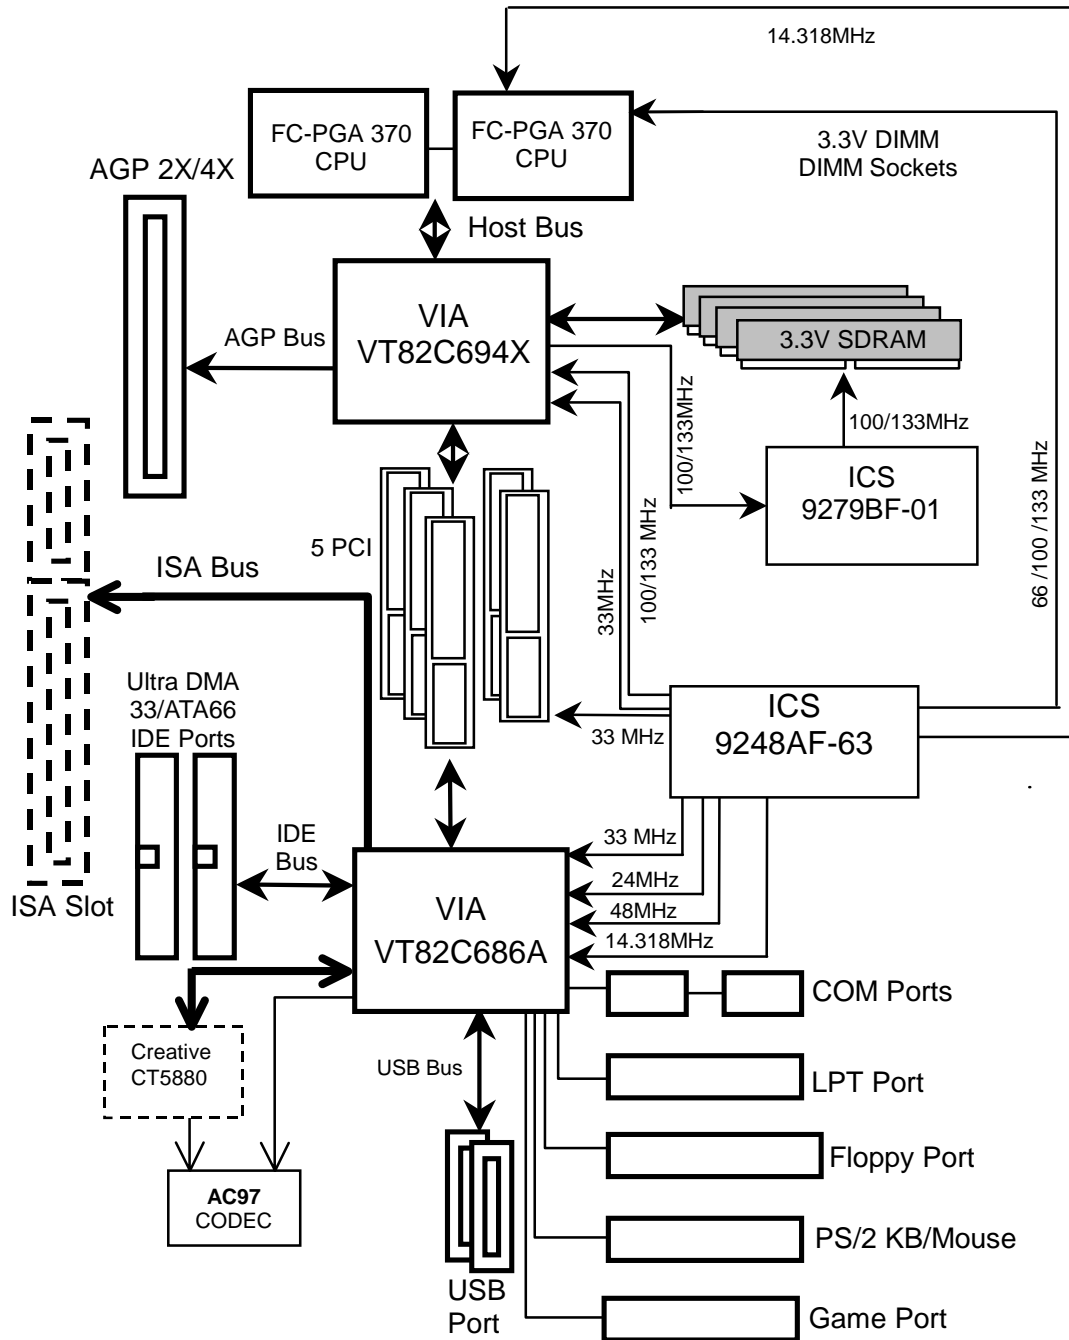 14.318MHz
FC-PGA 370
CPU
FC-PGA 370
CPU
3.3V DIMM
DIMM Sockets
AGP 2X/4X
Host Bus
VIA
VT82C694X
AGP Bus
3.3V SDRAM
100/133MHz
ICS
9279BF-01
100/133MHz
100/133 MHz
33MHz
66 /100 /133 MHz
5 PCI
ISA Bus
Ultra DMA
33/ATA66
IDE Ports
ICS
9248AF-63
33 MHz
33 MHz
24MHz
48MHz
14.318MHz
IDE
Bus
VIA
VT82C686A
ISA Slot
COM Ports
Creative
CT5880
USB Bus
LPT Port
Floppy Port
AC97
CODEC
PS/2 KB/Mouse
USB
Port
Game Port